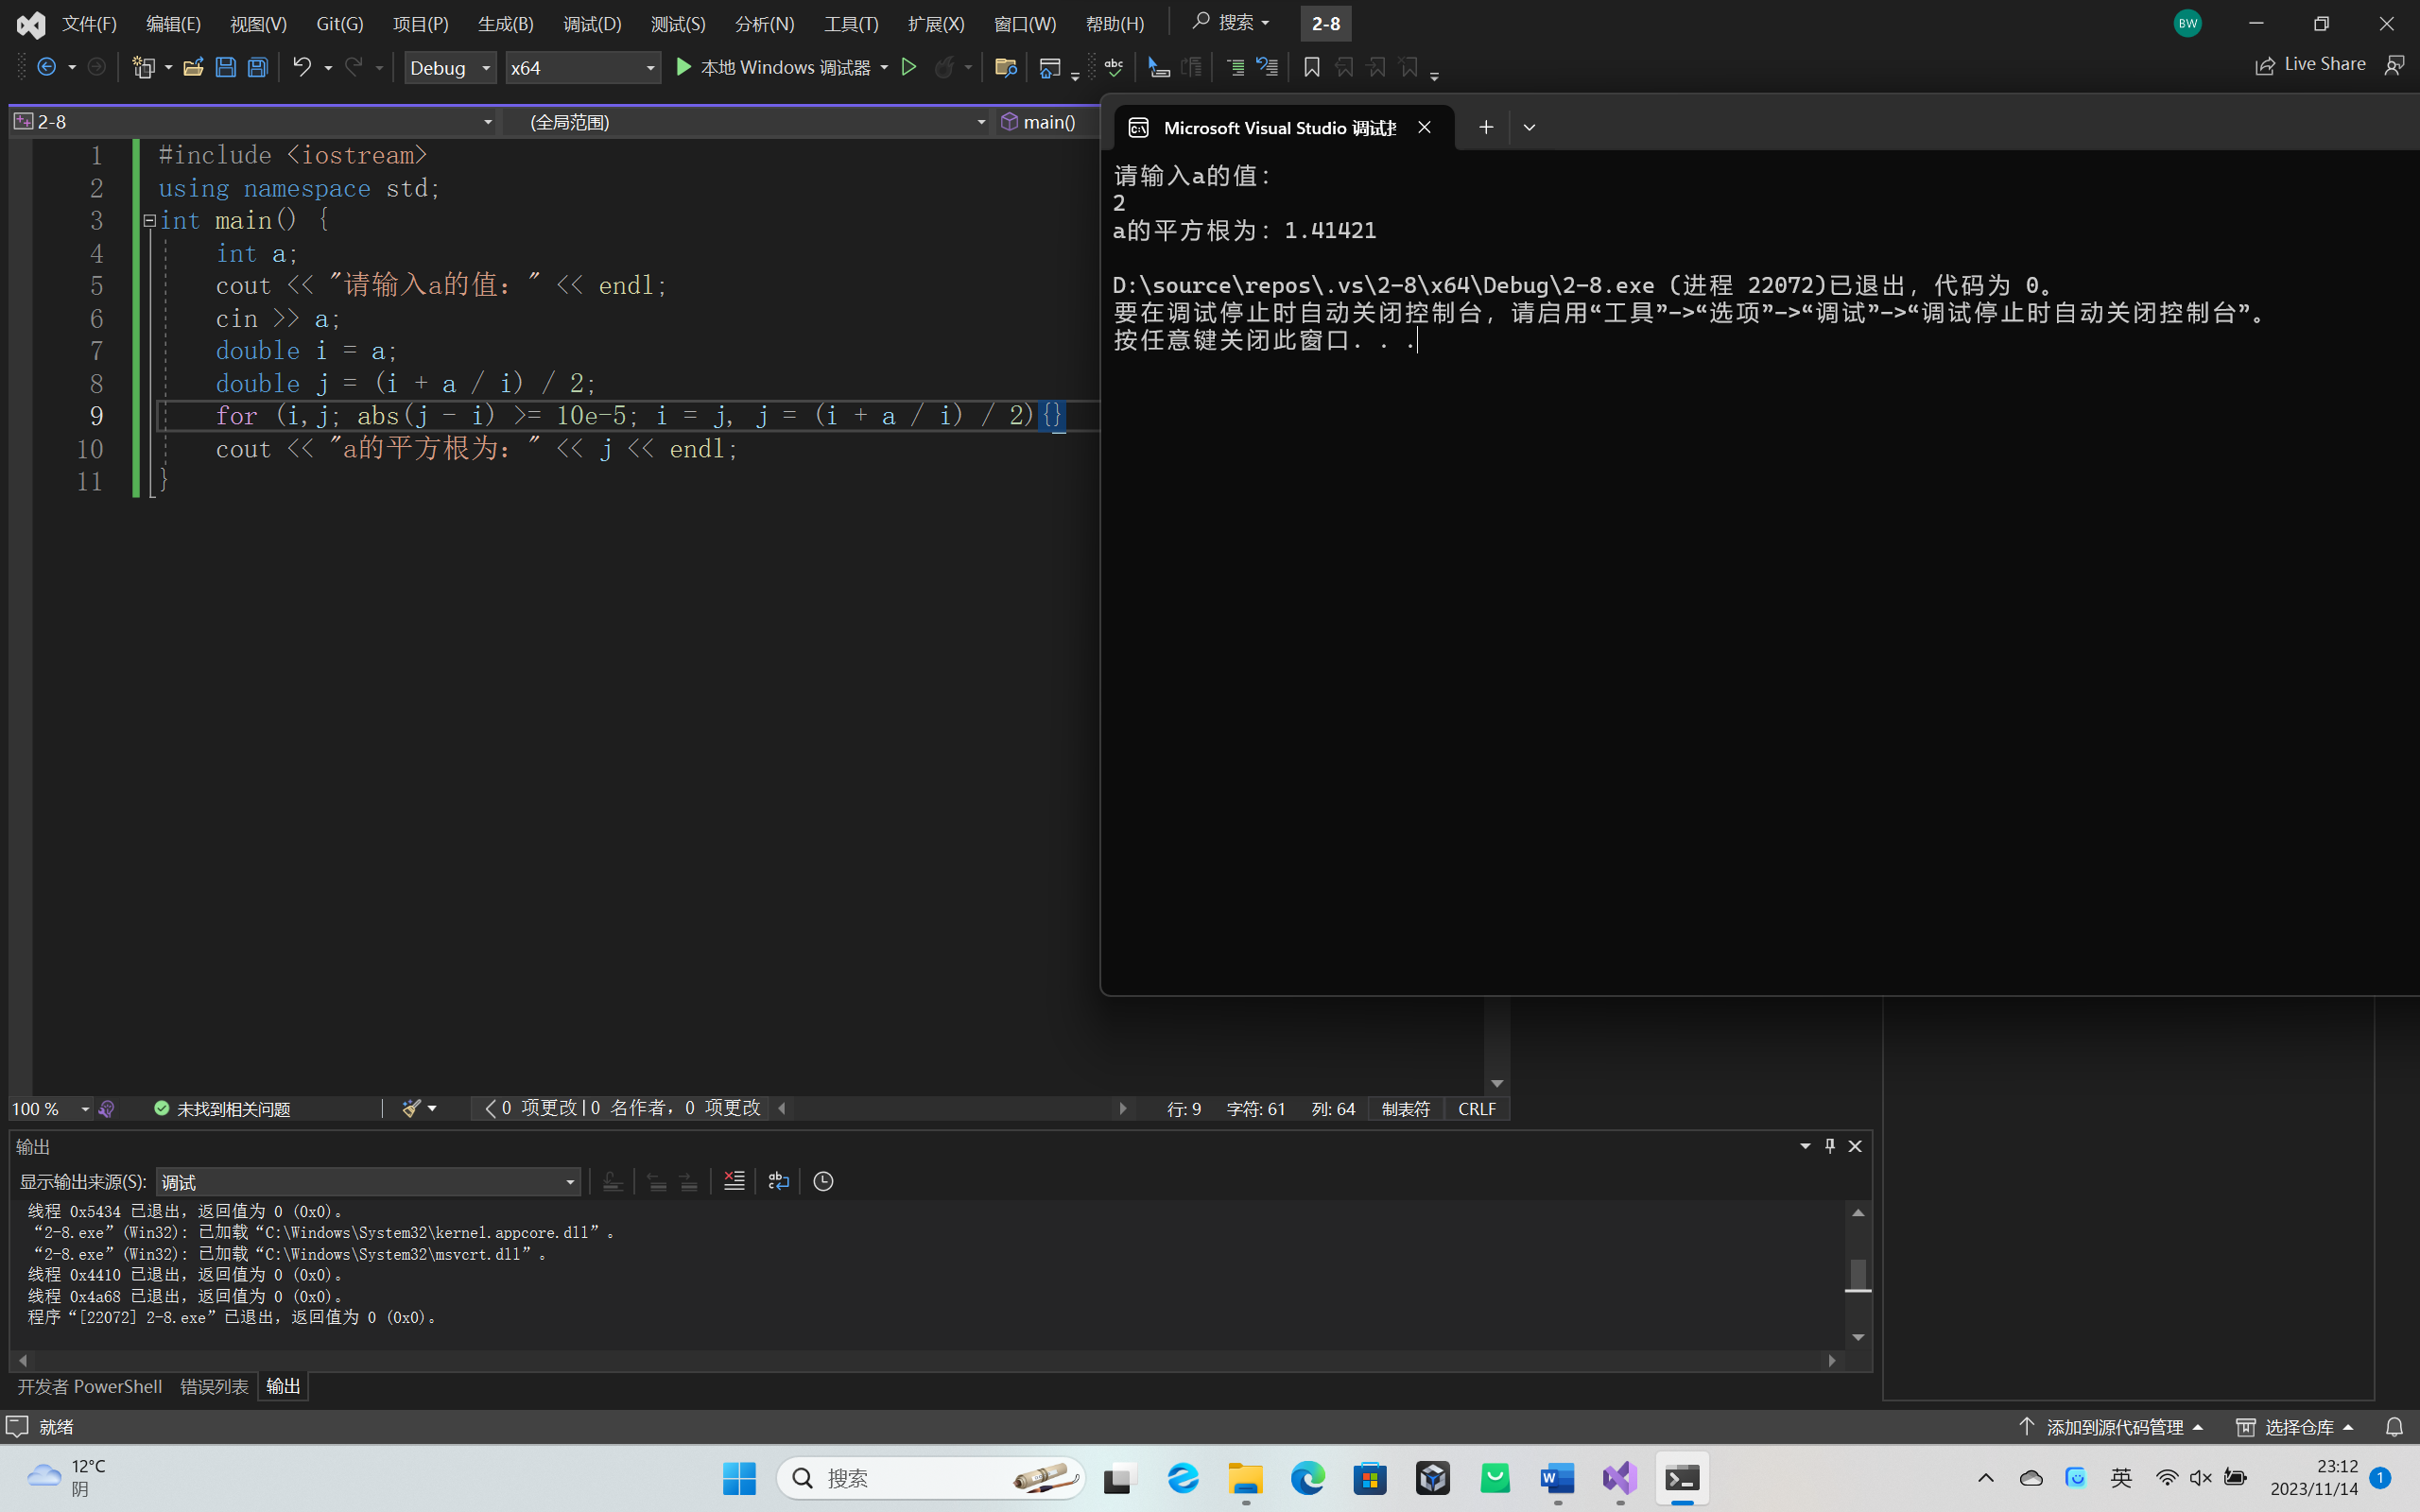 文件(F) 编辑(E) 视图(V) Git(G) 项目(P) 生成(B) 调试(D) 测试(S) 分析(N) 工具(T) 扩展(X) 窗口(W) 帮助(H) 搜索 2-8 BW
Debug x64 本地 Windows 调试器 Live Share
2-8 (全局范围) main()
1 #include <iostream>
2 using namespace std;
3 int main() {
4 int a;
5 cout << "请输入a的值：" << endl;
6 cin >> a;
7 double i = a;
8 double j = (i + a / i) / 2;
9 for (i,j; abs(j - i) >= 10e-5; i = j, j = (i + a / i) / 2){}
10 cout << "a的平方根为：" << j << endl;
11 }
Microsoft Visual Studio 调试
请输入a的值：
2
a的平方根为：1.41421
D:\source\repos\.vs\2-8\x64\Debug\2-8.exe (进程 22072)已退出，代码为 0。
要在调试停止时自动关闭控制台，请启用“工具”->“选项”->“调试”->“调试停止时自动关闭控制台”。
按任意键关闭此窗口. . .
100 % 未找到相关问题 0 项更改 | 0 名作者，0 项更改 行: 9 字符: 61 列: 64 制表符 CRLF
输出
显示输出来源(S): 调试
线程 0x5434 已退出，返回值为 0 (0x0)。
“2-8.exe”(Win32): 已加载“C:\Windows\System32\kernel.appcore.dll”。
“2-8.exe”(Win32): 已加载“C:\Windows\System32\msvcrt.dll”。
线程 0x4410 已退出，返回值为 0 (0x0)。
线程 0x4a68 已退出，返回值为 0 (0x0)。
程序“[22072] 2-8.exe”已退出，返回值为 0 (0x0)。
开发者 PowerShell 错误列表 输出
就绪 添加到源代码管理 选择仓库
12°C
阴
搜索
英
23:12
2023/11/14
1